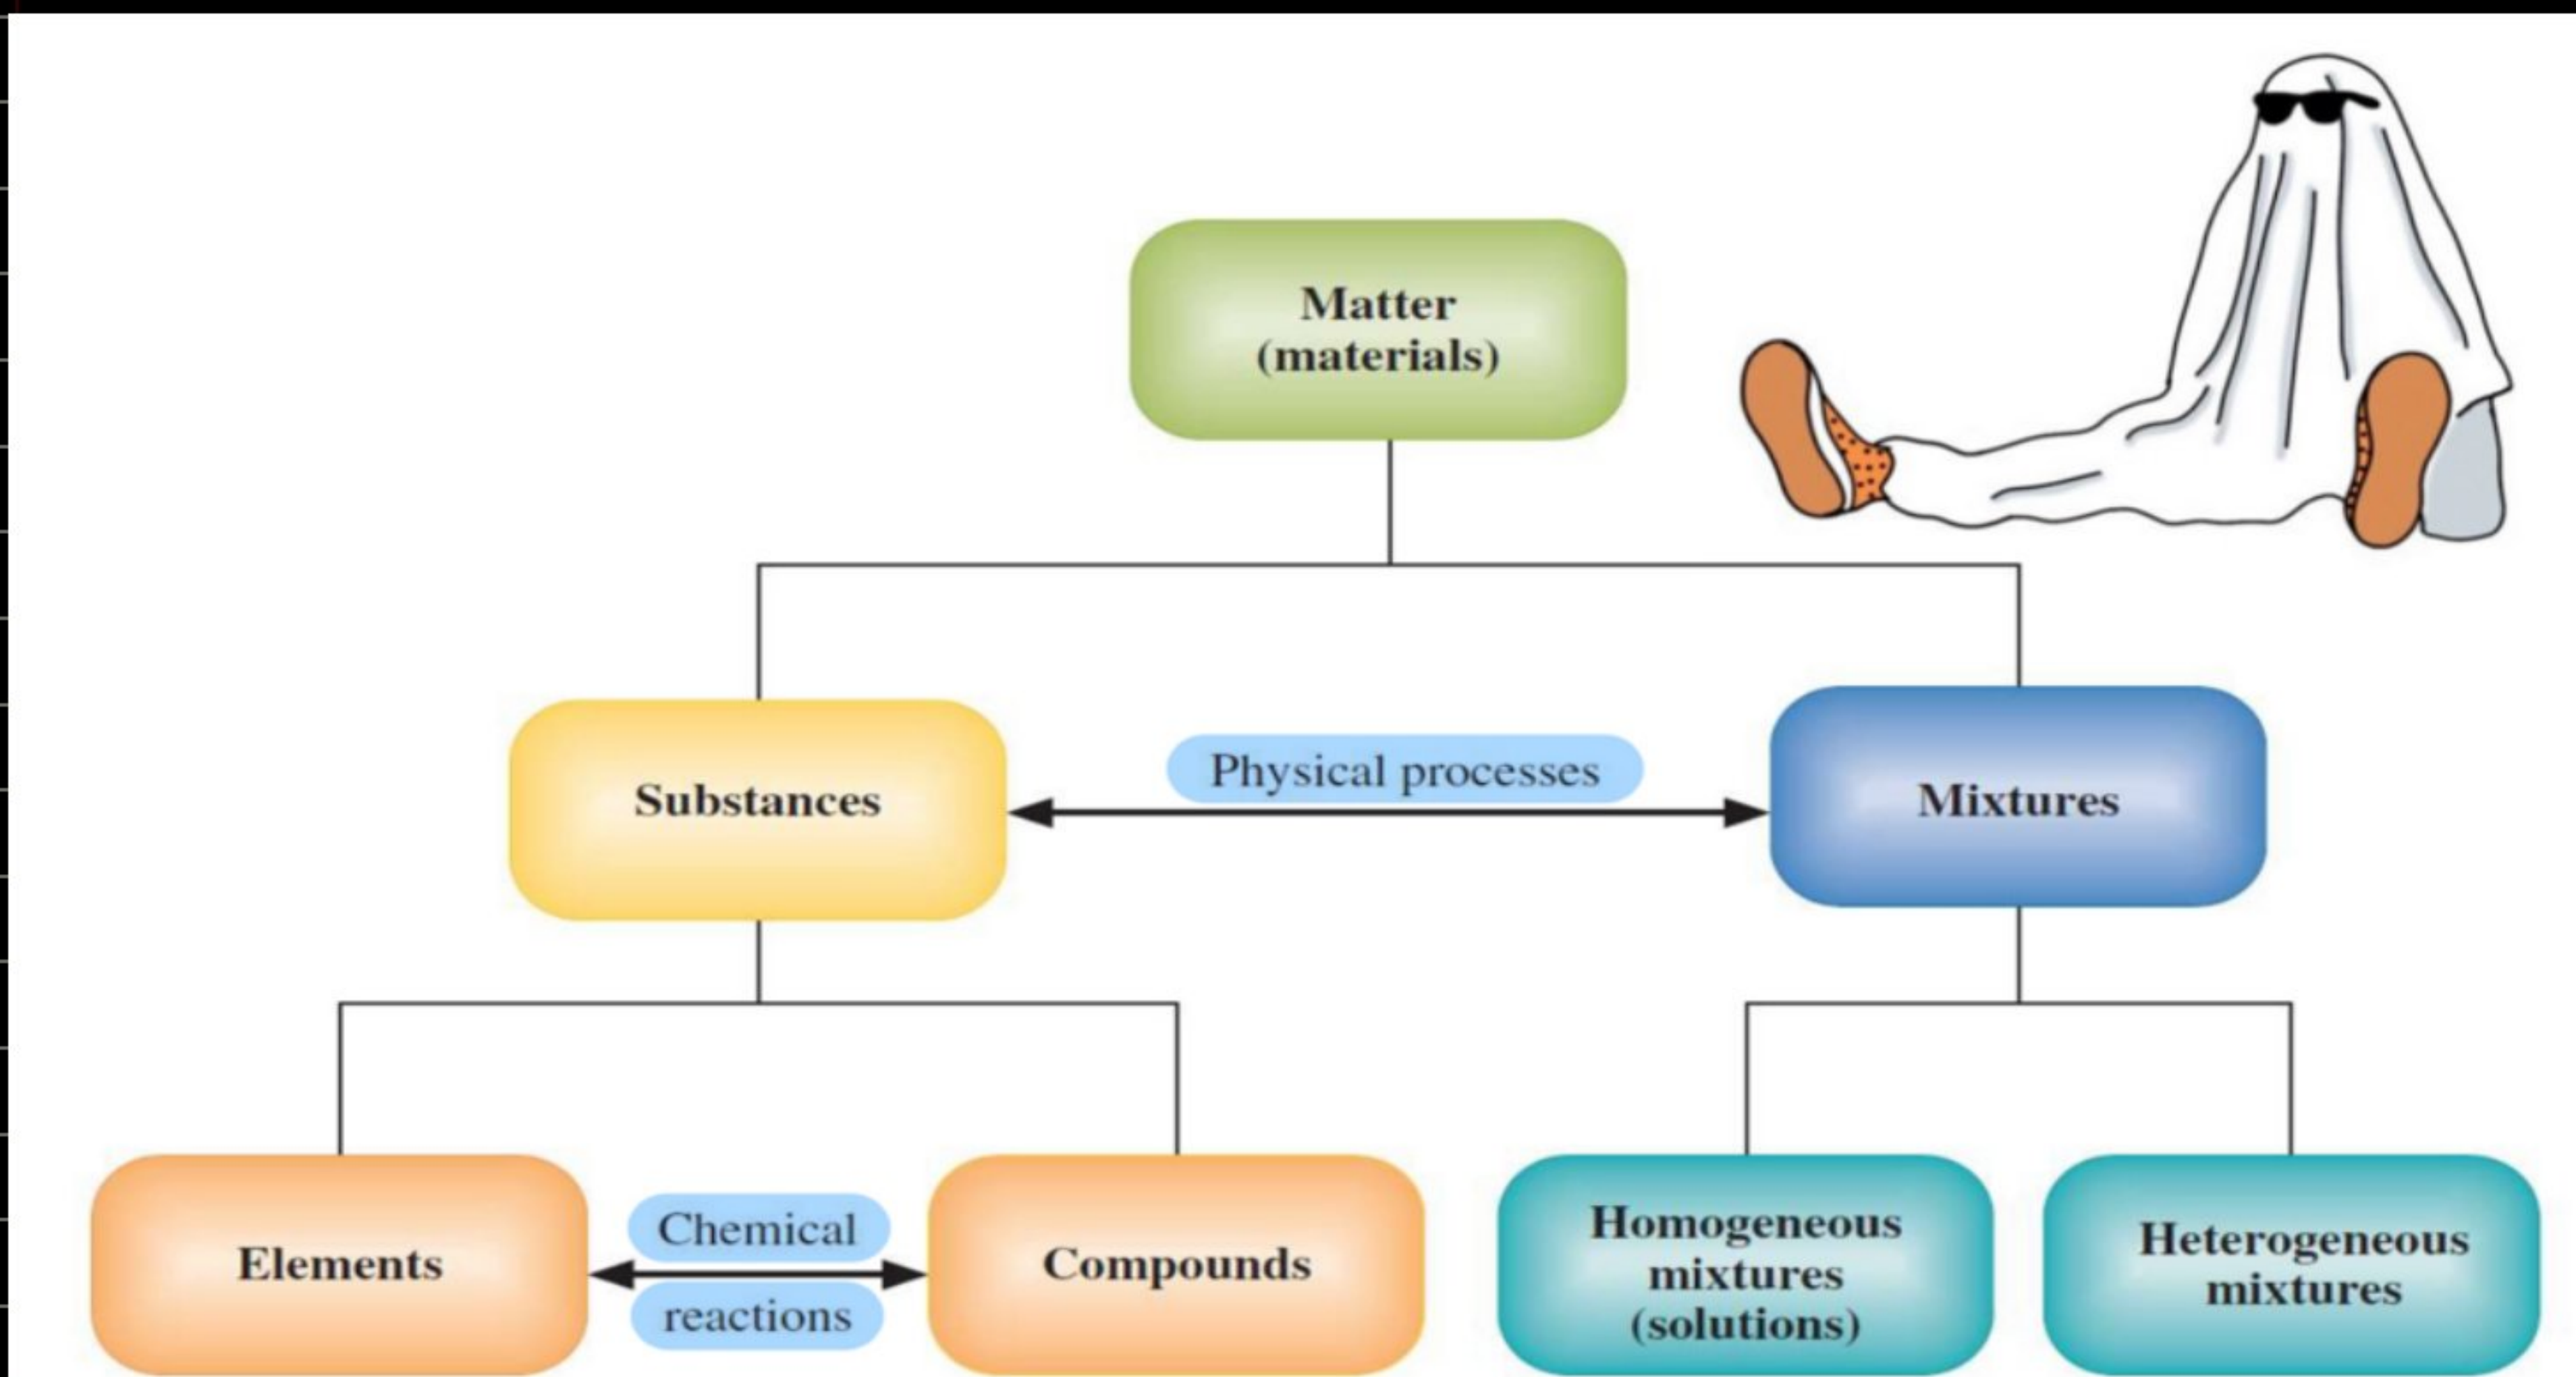 Matter
(materials)
Substances
Physical processes
Mixtures
Elements
Chemical
reactions
Compounds
Homogeneous
mixtures
(solutions)
Heterogeneous
mixtures